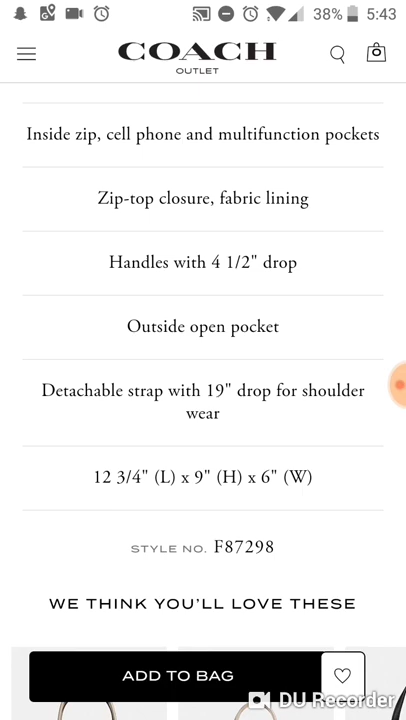 38% 5:43
COACH
OUTLET
0
Inside zip, cell phone and multifunction pockets
Zip-top closure, fabric lining
Handles with 4 1/2" drop
Outside open pocket
Detachable strap with 19" drop for shoulder
wear
12 3/4" (L) x 9" (H) x 6" (W)
STYLE NO. F87298
WE THINK YOU'LL LOVE THESE
ADD TO BAG
DU Recorder